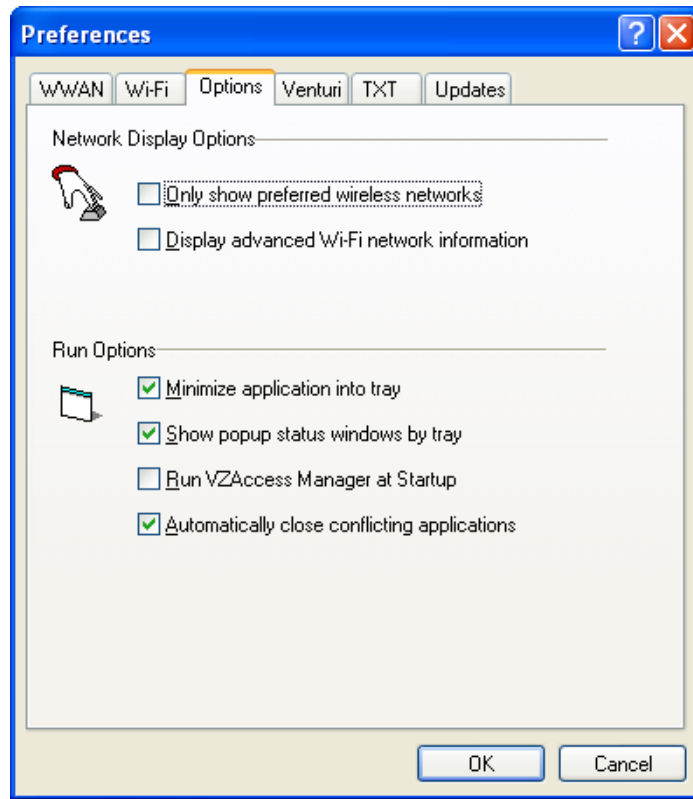 Preferences
WWAN Wi-Fi Options Venturi TXT Updates
Network Display Options
Only show preferred wireless networks
Display advanced Wi-Fi network information
Run Options
Minimize application into tray
Show popup status windows by tray
Run VZAccess Manager at Startup
Automatically close conflicting applications
OK Cancel